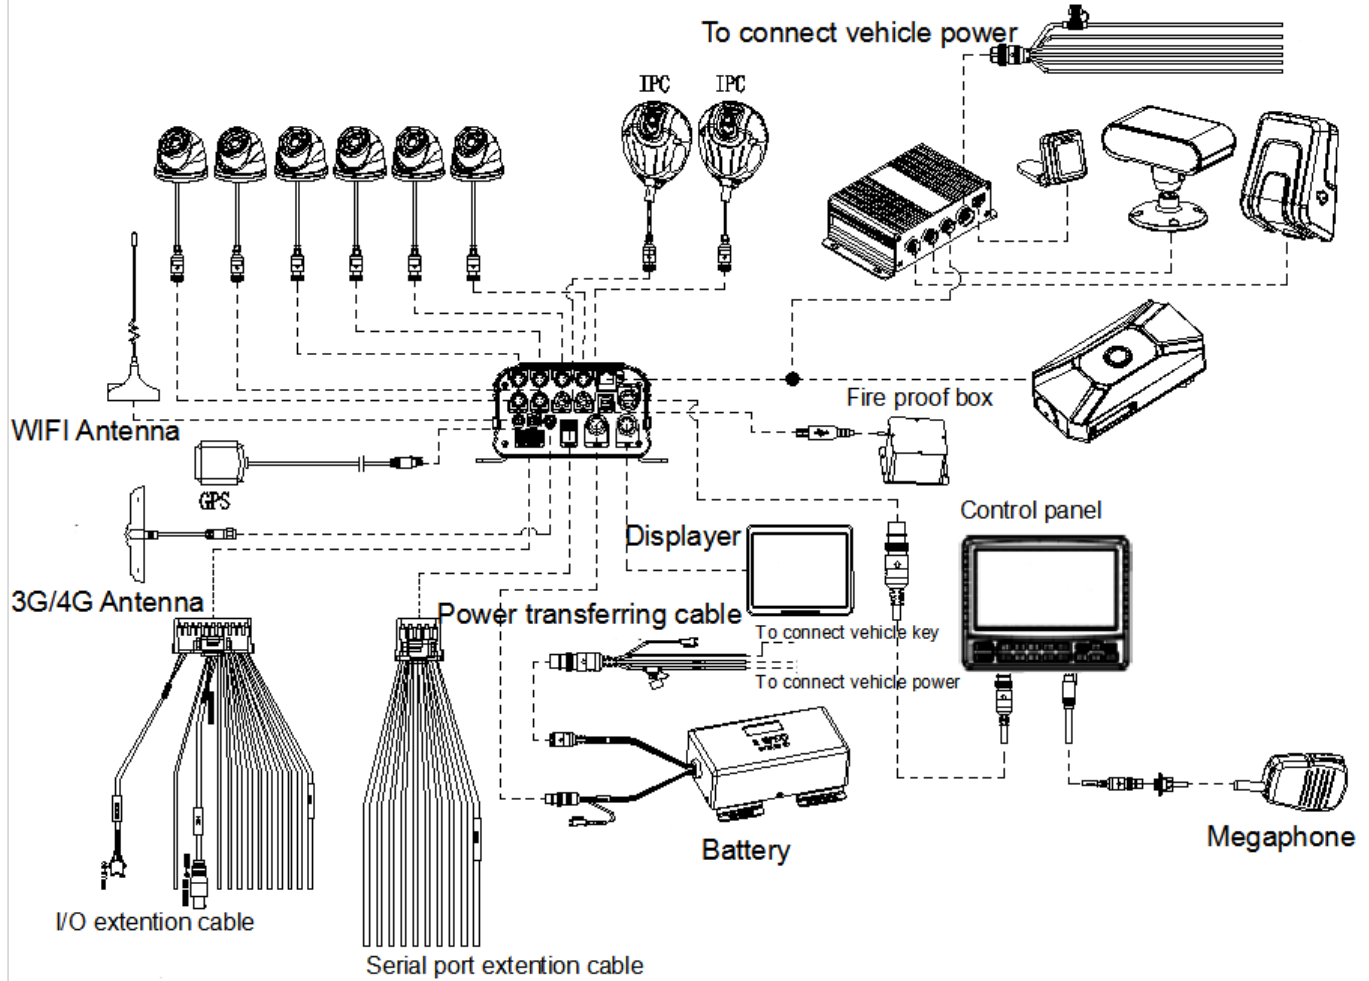 To connect vehicle power
IPC
IPC
Fire proof box
WIFI Antenna
GPS
Control panel
Displayer
3G/4G Antenna
Power transferring cable
To connect vehicle key
To connect vehicle power
Battery
Megaphone
I/O extention cable
Serial port extention cable